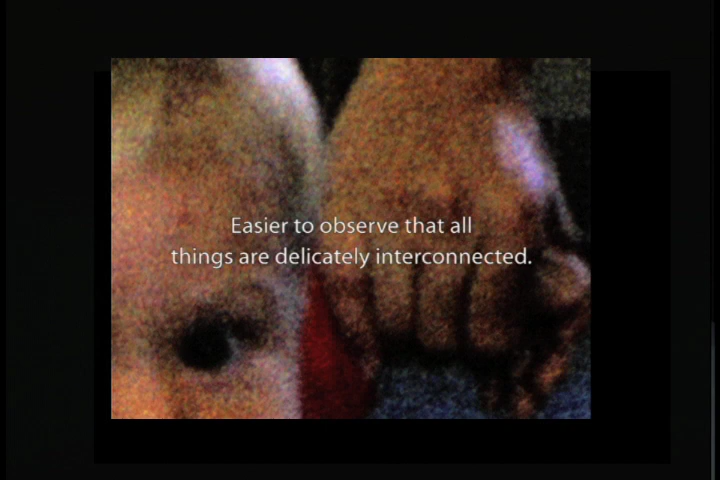 Easier to observe that all
things are delicately interconnected.